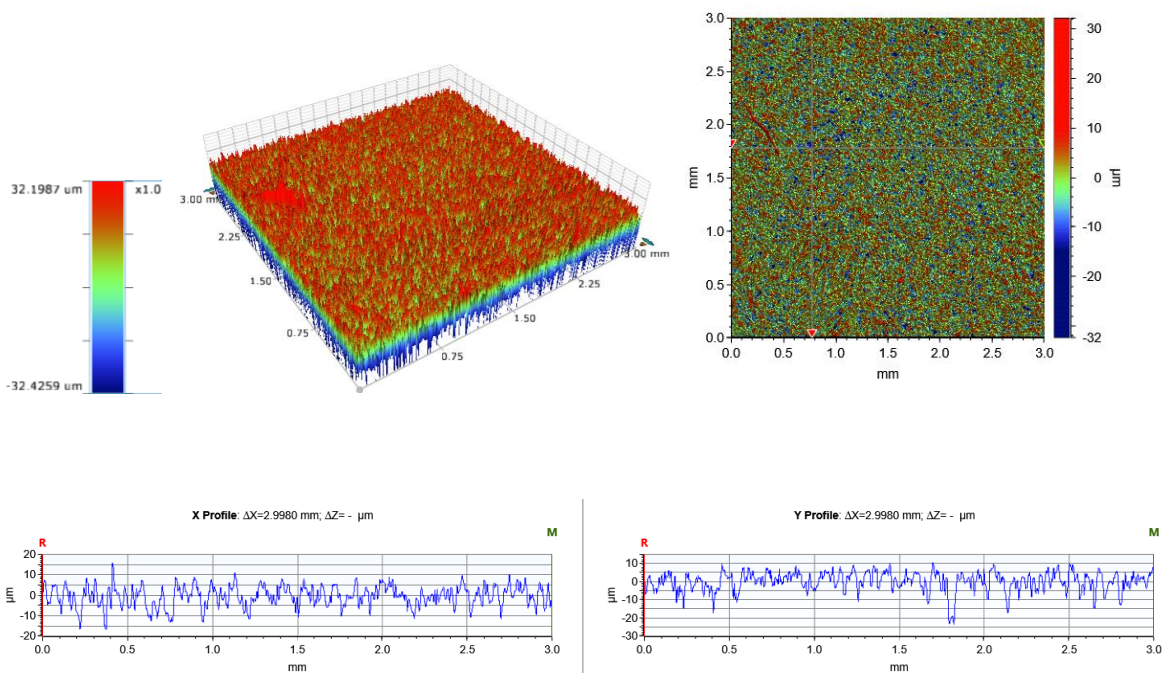 32.1987 um
x1.0
-32.4259 um
3.00 mm
2.25
1.50
0.75
0.75
1.50
2.25
3.00 mm
3.0
2.5
2.0
1.5
1.0
0.5
0.0
mm
0.0 0.5 1.0 1.5 2.0 2.5 3.0
mm
30
20
10
0
-10
-20
-32
µm
X Profile: ΔX=2.9980 mm; ΔZ= - µm
R
M
20
10
0
-10
-20
µm
0.0 0.5 1.0 1.5 2.0 2.5 3.0
mm
Y Profile: ΔX=2.9980 mm; ΔZ= - µm
R
M
10
0
-10
-20
-30
µm
0.0 0.5 1.0 1.5 2.0 2.5 3.0
mm